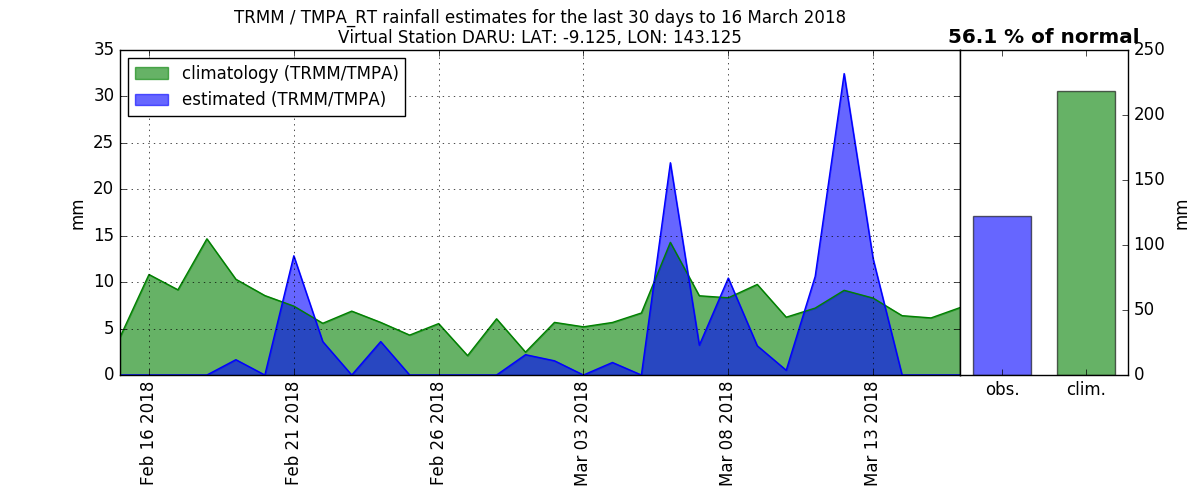 TRMM / TMPA_RT rainfall estimates for the last 30 days to 16 March 2018
Virtual Station DARU: LAT: -9.125, LON: 143.125
56.1 % of normal
climatology (TRMM/TMPA)
estimated (TRMM/TMPA)
35
30
25
20
15
10
5
0
mm
Feb 16 2018
Feb 21 2018
Feb 26 2018
Mar 03 2018
Mar 08 2018
Mar 13 2018
250
200
150
100
50
0
mm
obs.
clim.